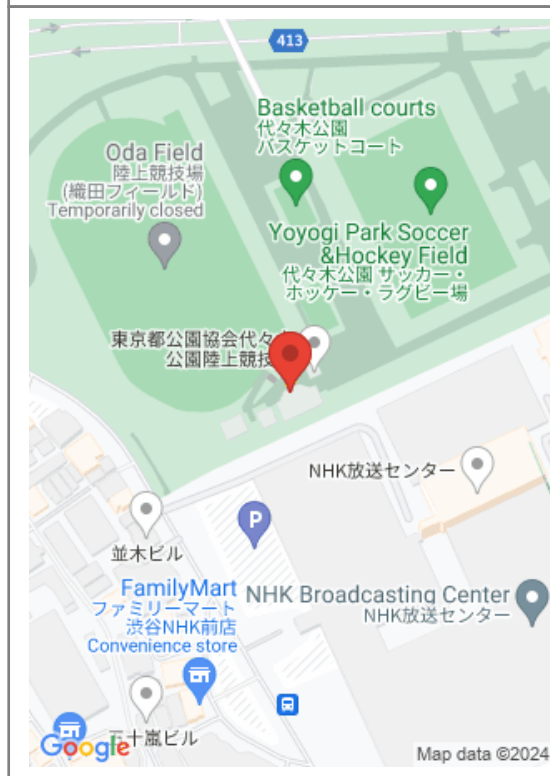 413
Basketball courts
代々木公園
バスケットコート
Oda Field
陸上競技場
(織田フィールド)
Temporarily closed
Yoyogi Park Soccer
&Hockey Field
代々木公園 サッカー・
ホッケー・ラグビー場
東京都公園協会代々
公園陸上競技
NHK放送センター
P
並木ビル
FamilyMart
ファミリーマート
渋谷NHK前店
Convenience store
NHK Broadcasting Center
NHK放送センター
十嵐ビル
Google
Map data ©2024